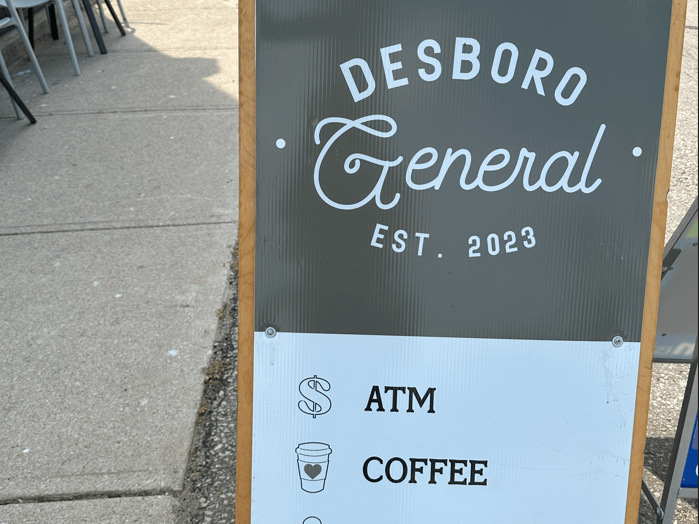 DESBORO
General
EST. 2023
$ ATM
COFFEE